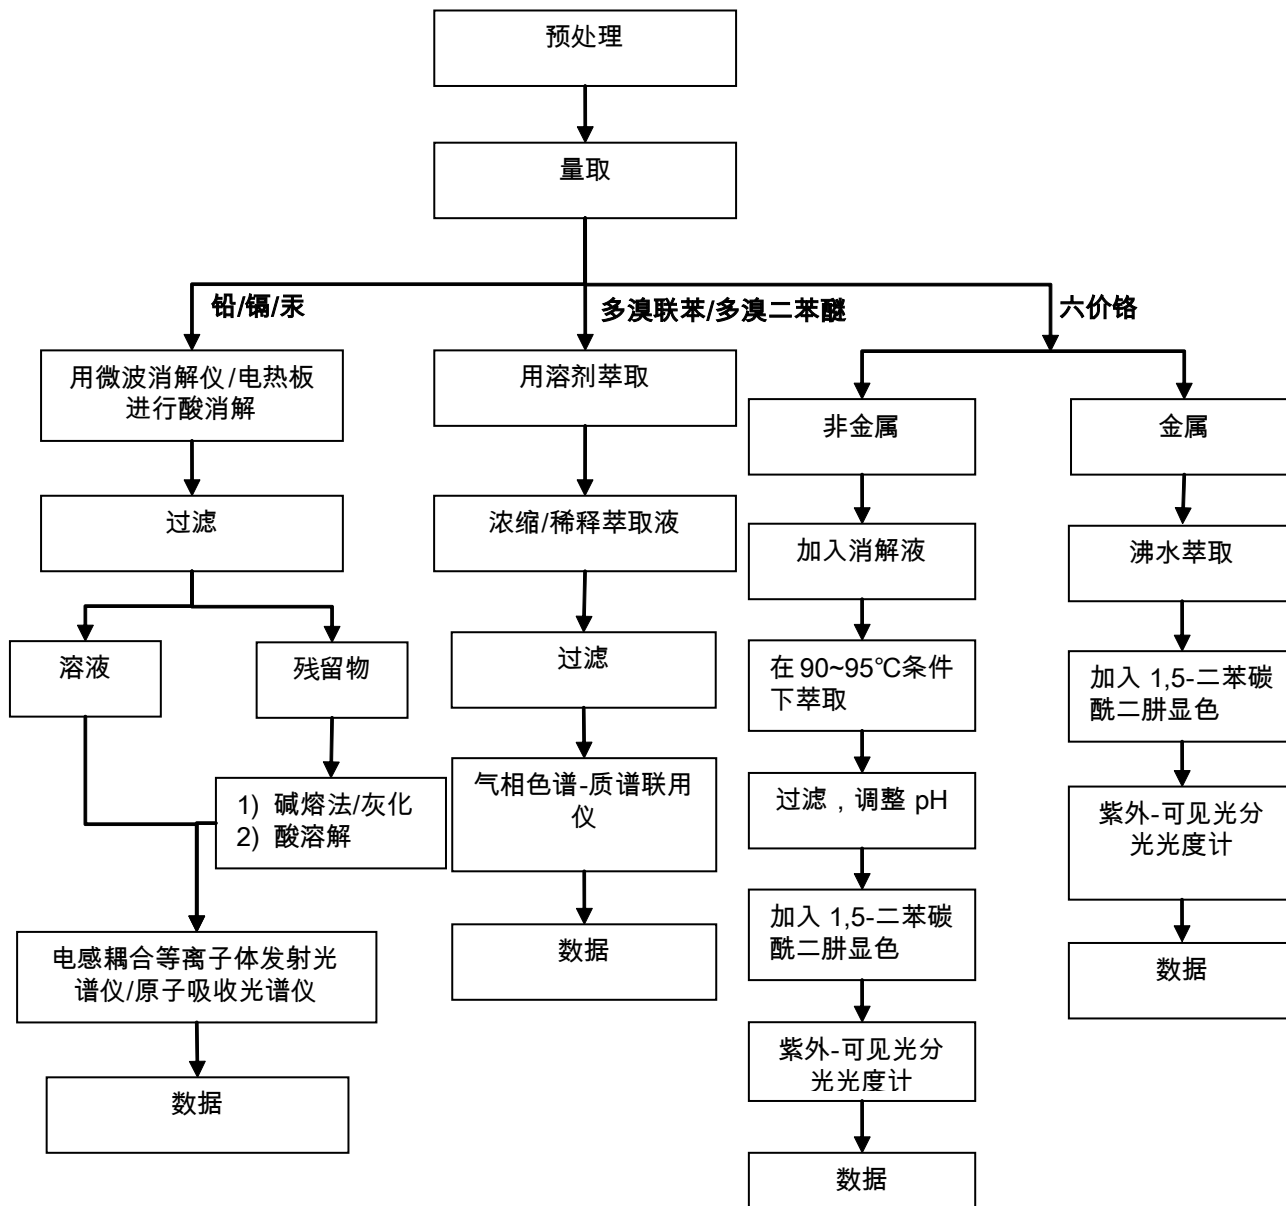 预处理
量取
铅/镉/汞
多溴联苯/多溴二苯醚
六价铬
用微波消解仪/电热板
进行酸消解
过滤
溶液
残留物
1) 碱熔法/灰化
2) 酸溶解
电感耦合等离子体发射光
谱仪/原子吸收光谱仪
数据
用溶剂萃取
浓缩/稀释萃取液
过滤
气相色谱-质谱联用
仪
数据
非金属
加入消解液
在 90~95℃条件
下萃取
过滤，调整 pH
加入 1,5-二苯碳
酰二肼显色
紫外-可见光分
光光度计
数据
金属
沸水萃取
加入 1,5-二苯碳
酰二肼显色
紫外-可见光分
光光度计
数据